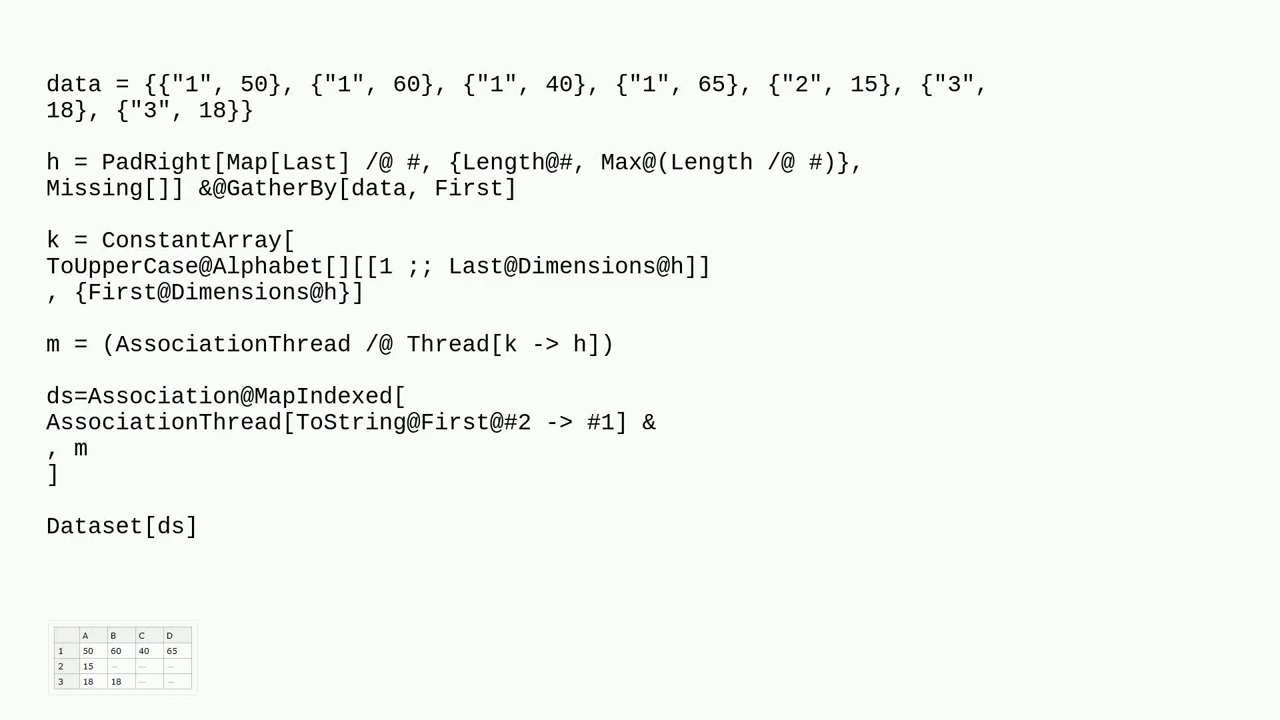 data = {{"1", 50}, {"1", 60}, {"1", 40}, {"1", 65}, {"2", 15}, {"3",
18}, {"3", 18}}
h = PadRight[Map[Last] /@ #, {Length@#, Max@(Length /@ #)},
Missing[]] &@GatherBy[data, First]
k = ConstantArray[
ToUpperCase@Alphabet[][[1 ;; Last@Dimensions@h]]
, {First@Dimensions@h}]
m = (AssociationThread /@ Thread[k -> h])
ds=Association@MapIndexed[
AssociationThread[ToString@First@#2 -> #1] &
, m
]
Dataset[ds]
A B C D
1 50 60 40 65
2 15 — — —
3 18 18 — —